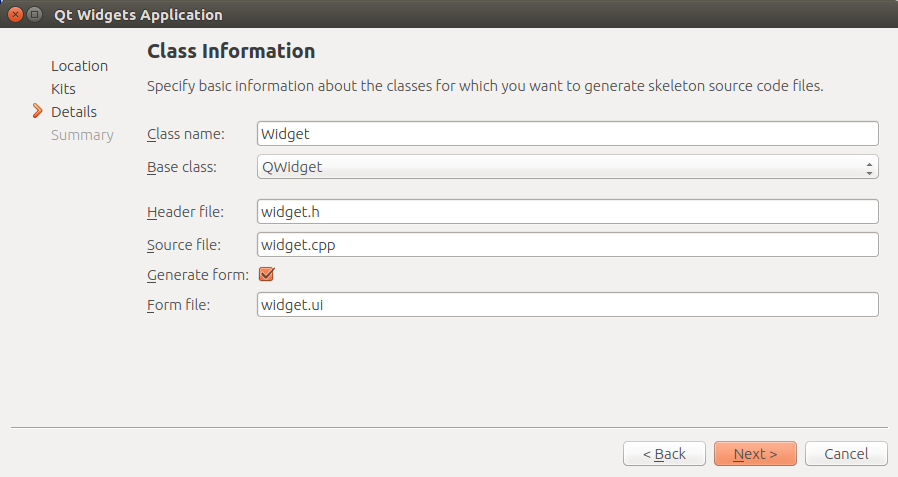 Qt Widgets Application
Location
Kits
Details
Summary
Class Information
Specify basic information about the classes for which you want to generate skeleton source code files.
Class name: Widget
Base class: QWidget
Header file: widget.h
Source file: widget.cpp
Generate form:
Form file: widget.ui
< Back Next > Cancel